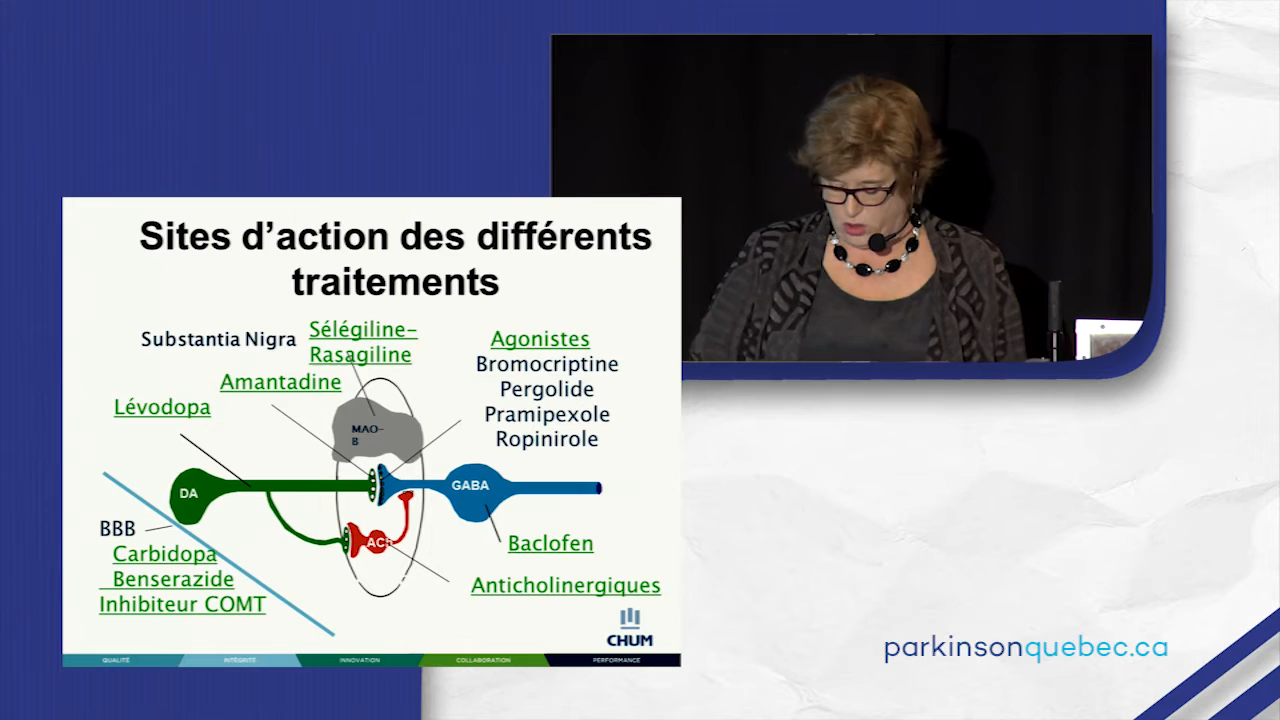 Sites d'action des différents
traitements
Substantia Nigra
Sélégiline-
Rasagiline
Amantadine
Lévodopa
Agonistes
Bromocriptine
Pergolide
Pramipexole
Ropinirole
MAO-
B
DA
GABA
ACh
BBB
Carbidopa
Benserazide
Inhibiteur COMT
Baclofen
Anticholinergiques
CHUM
QUALITÉ
INTÉGRITÉ
INNOVATION
COLLABORATION
PERFORMANCE
parkinsonquebec.ca